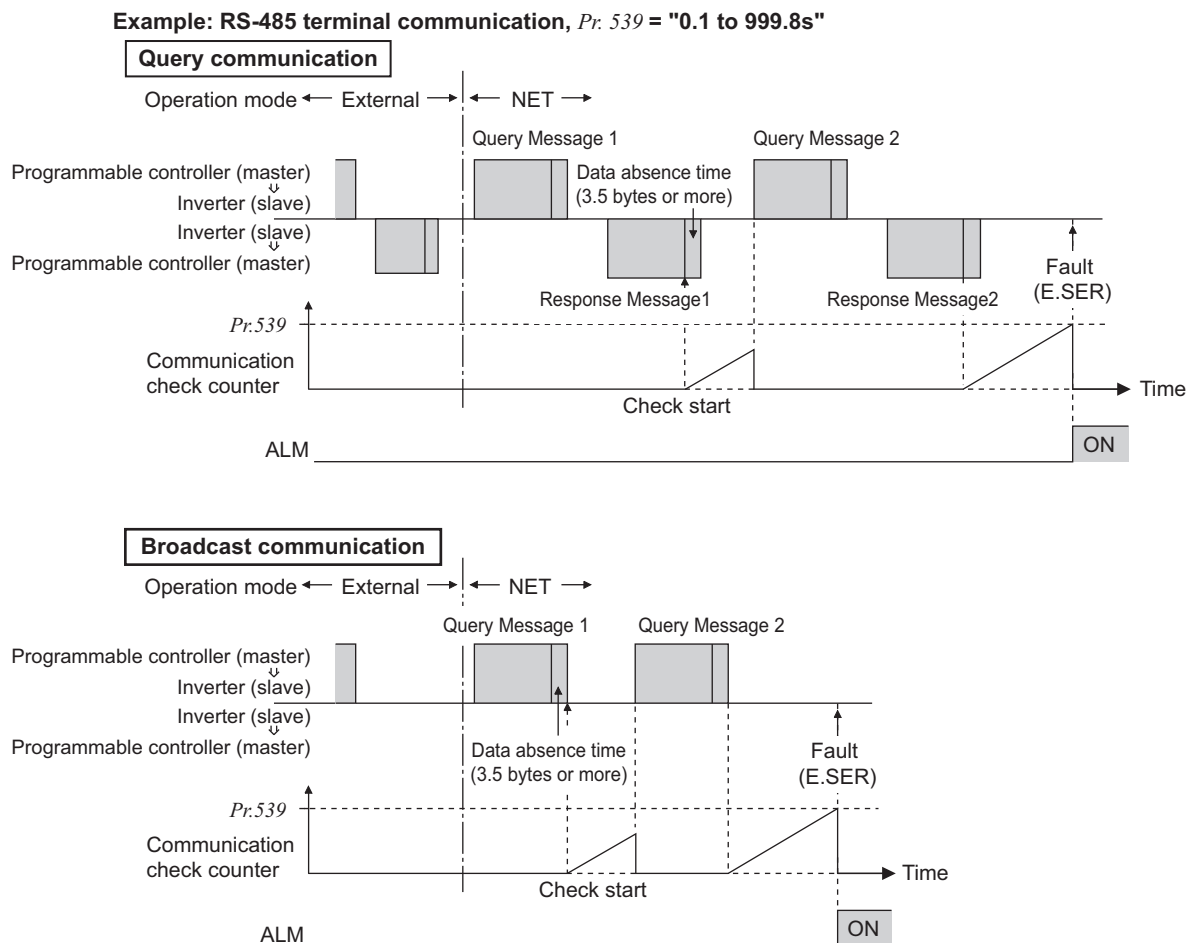 Example: RS-485 terminal communication, Pr. 539 = "0.1 to 999.8s"
Query communication
Operation mode External NET
Query Message 1
Query Message 2
Programmable controller (master)
⇓
Inverter (slave)
Data absence time
(3.5 bytes or more)
Inverter (slave)
⇓
Programmable controller (master)
Response Message1
Response Message2
Fault
(E.SER)
Pr.539
Communication
check counter
Check start
Time
ALM
ON
Broadcast communication
Operation mode External NET
Query Message 1
Query Message 2
Programmable controller (master)
⇓
Inverter (slave)
Inverter (slave)
⇓
Programmable controller (master)
Data absence time
(3.5 bytes or more)
Fault
(E.SER)
Pr.539
Communication
check counter
Check start
Time
ALM
ON